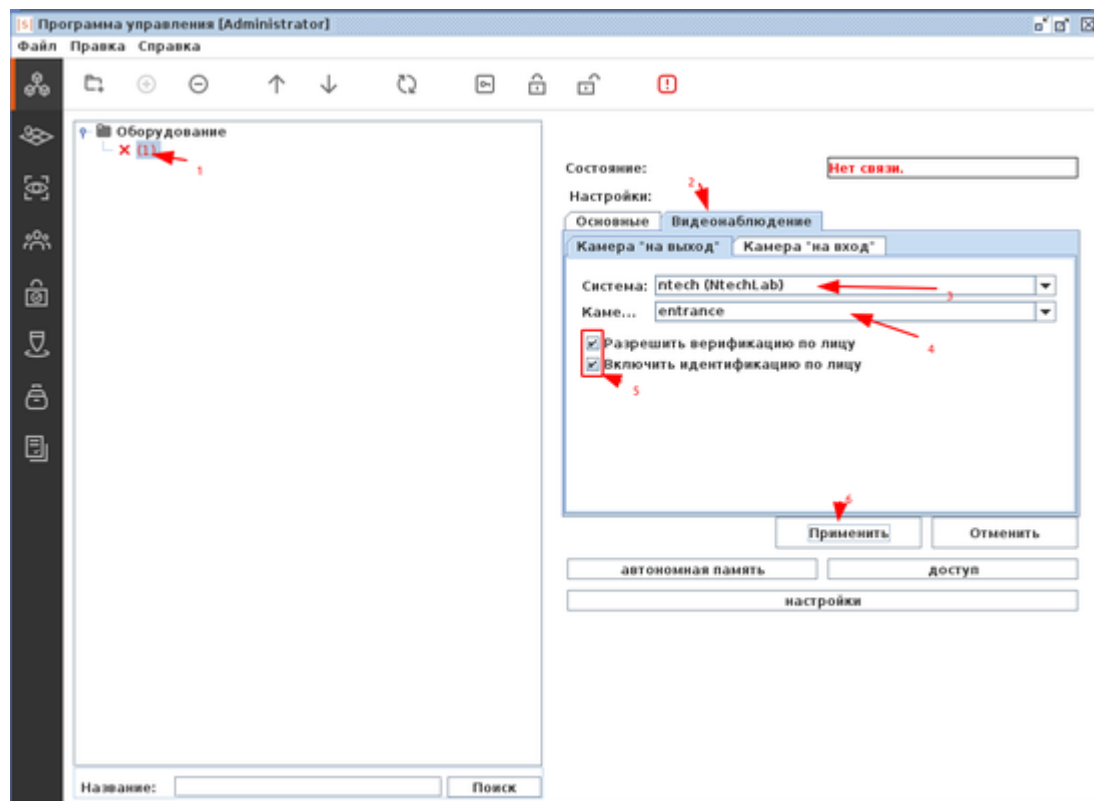 [S] Программа управления [Administrator]
Файл Правка Справка
Оборудование
(1)
1
Состояние: Нет связи.
2
Настройки:
Основные Видеонаблюдение
Камера "на выход" Камера "на вход"
Система: ntech (NtechLab)
3
Каме... entrance
4
Разрешить верификацию по лицу
Включить идентификацию по лицу
5
6
Применить Отменить
автономная память доступ
настройки
Название: Поиск